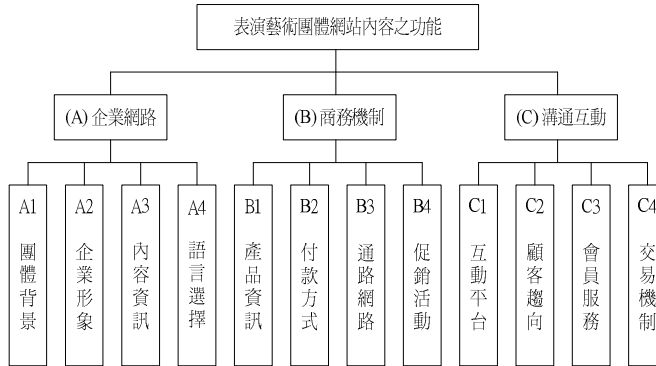 表演藝術團體網站內容之功能
(A) 企業網路
(B) 商務機制
(C) 溝通互動
A1 團體背景
A2 企業形象
A3 內容資訊
A4 語言選擇
B1 產品資訊
B2 付款方式
B3 通路網路
B4 促銷活動
C1 互動平台
C2 顧客趨向
C3 會員服務
C4 交易機制